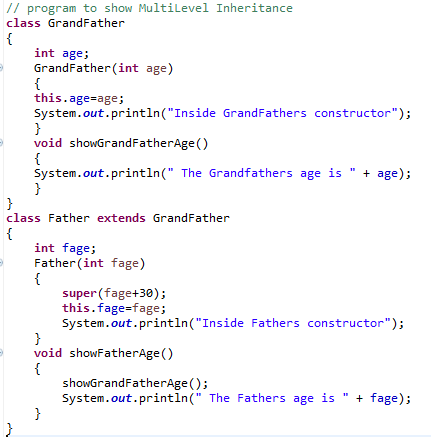 // program to show MultiLevel Inheritance
class GrandFather
{
    int age;
    GrandFather(int age)
    {
    this.age=age;
    System.out.println("Inside GrandFathers constructor");
    }
    void showGrandFatherAge()
    {
    System.out.println(" The Grandfathers age is " + age);
    }
}
class Father extends GrandFather
{
    int fage;
    Father(int fage)
    {
        super(fage+30);
        this.fage=fage;
        System.out.println("Inside Fathers constructor");
    }
    void showFatherAge()
    {
        showGrandFatherAge();
        System.out.println(" The Fathers age is " + fage);
    }
}